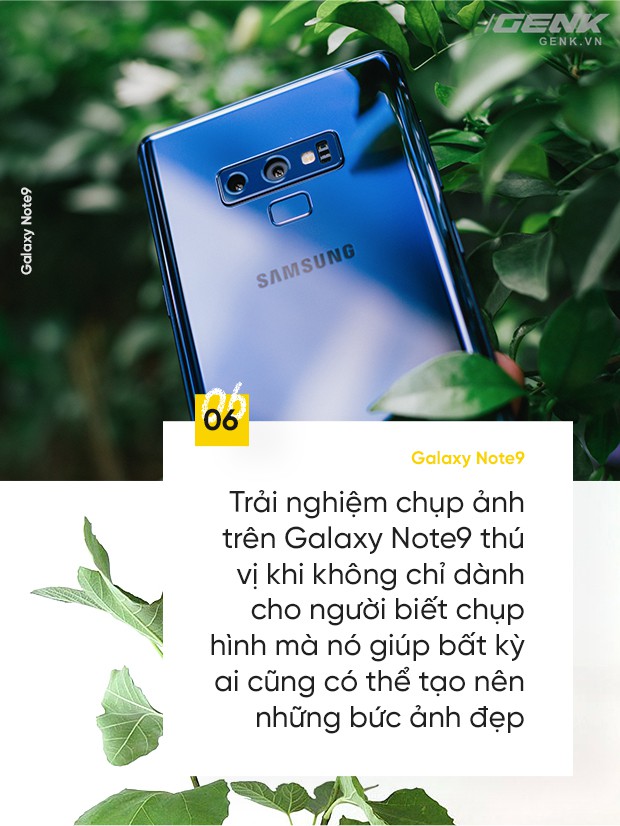 GENK
GENK.VN
Galaxy Note9
SAMSUNG
06
06
Galaxy Note9
Trải nghiệm chụp ảnh
trên Galaxy Note9 thú
vị khi không chỉ dành
cho người biết chụp
hình mà nó giúp bất kỳ
ai cũng có thể tạo nên
những bức ảnh đẹp